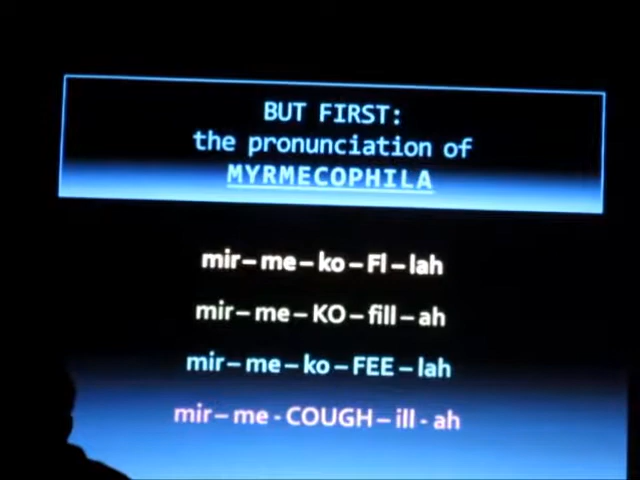 BUT FIRST:
the pronunciation of
MYRMECOPHILA
mir– me – ko – FI – lah
mir– me – KO – fill – ah
mir– me – ko – FEE – lah
mir– me - COUGH – ill - ah